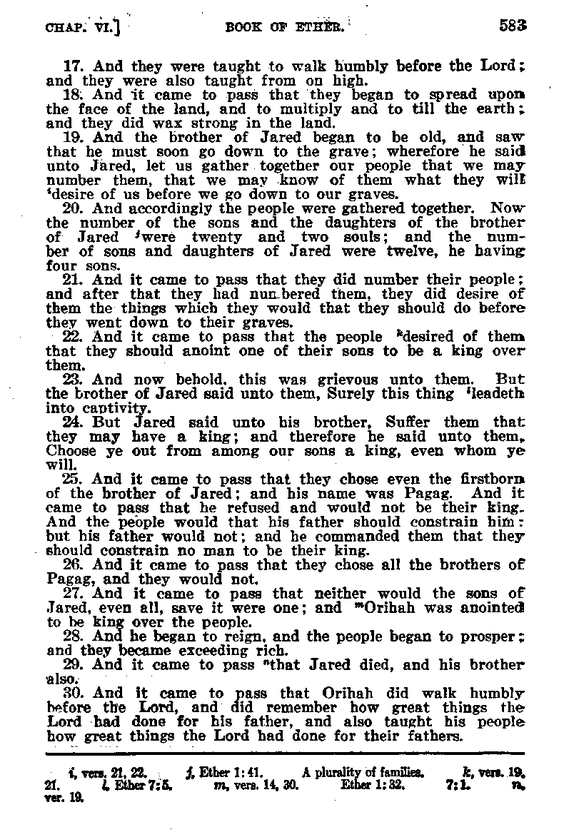 CHAP. VI.] BOOK OF ETHER. 583
17. And they were taught to walk humbly before the Lord;
and they were also taught from on high.
18. And it came to pass that they began to spread upon
the face of the land, and to multiply and to till the earth;
and they did wax strong in the land.
19. And the brother of Jared began to be old, and saw
that he must soon go down to the grave; wherefore he said
unto Jared, let us gather together our people that we may
number them, that we may know of them what they will
ⁱdesire of us before we go down to our graves.
20. And accordingly the people were gathered together. Now
the number of the sons and the daughters of the brother
of Jared ʲwere twenty and two souls; and the num-
ber of sons and daughters of Jared were twelve, he having
four sons.
21. And it came to pass that they did number their people;
and after that they had numbered them, they did desire of
them the things which they would that they should do before
they went down to their graves.
22. And it came to pass that the people ᵏdesired of them
that they should anoint one of their sons to be a king over
them.
23. And now behold, this was grievous unto them. But
the brother of Jared said unto them, Surely this thing ˡleadeth
into captivity.
24. But Jared said unto his brother, Suffer them that
they may have a king; and therefore he said unto them,
Choose ye out from among our sons a king, even whom ye
will.
25. And it came to pass that they chose even the firstborn
of the brother of Jared; and his name was Pagag. And it
came to pass that he refused and would not be their king.
And the people would that his father should constrain him;
but his father would not; and he commanded them that they
should constrain no man to be their king.
26. And it came to pass that they chose all the brothers of
Pagag, and they would not.
27. And it came to pass that neither would the sons of
Jared, even all, save it were one; and ᵐOrihah was anointed
to be king over the people.
28. And he began to reign, and the people began to prosper;
and they became exceeding rich.
29. And it came to pass ⁿthat Jared died, and his brother
also.
30. And it came to pass that Orihah did walk humbly
before the Lord, and did remember how great things the
Lord had done for his father, and also taught his people
how great things the Lord had done for their fathers.
i, vers. 21, 22. j, Ether 1:41. A plurality of families. k, vers. 19,
21. l, Ether 7:5. m, vers. 14, 30. Ether 1:32. 7:1. n,
ver. 19.